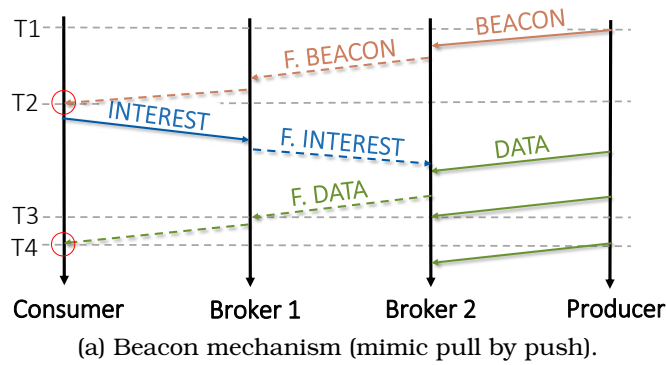 T1
BEACON
F. BEACON
T2
INTEREST
F. INTEREST
DATA
F. DATA
T3
T4
Consumer Broker 1 Broker 2 Producer
(a) Beacon mechanism (mimic pull by push).